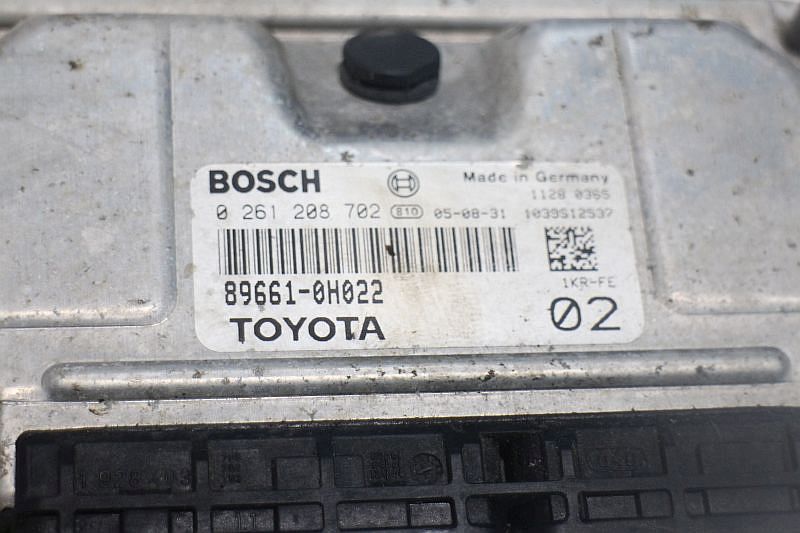 BOSCH Made in Germany
1128 0365
0 261 208 702 810 05-08-31 1039S12537
89661-0H022
1KR-FE
TOYOTA 02